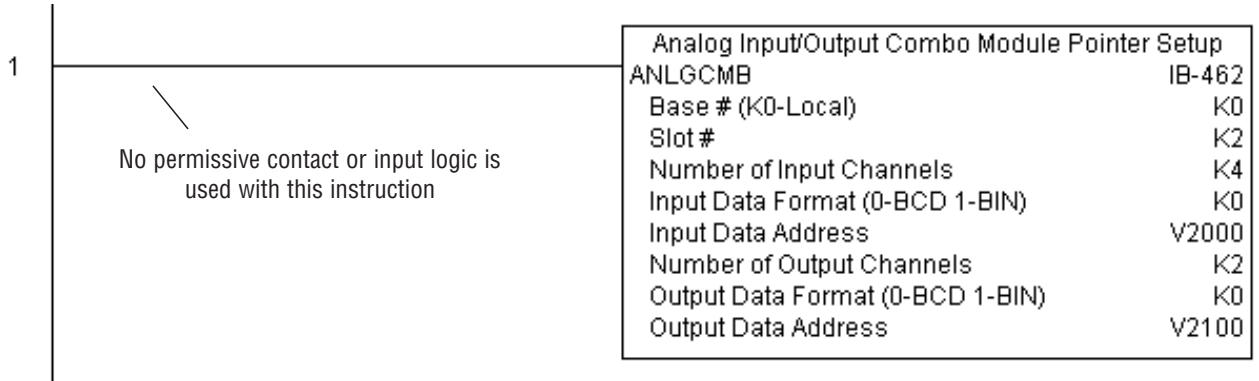 1
No permissive contact or input logic is
used with this instruction
Analog Input/Output Combo Module Pointer Setup
ANLGCMB IB-462
Base # (K0-Local) K0
Slot # K2
Number of Input Channels K4
Input Data Format (0-BCD 1-BIN) K0
Input Data Address V2000
Number of Output Channels K2
Output Data Format (0-BCD 1-BIN) K0
Output Data Address V2100